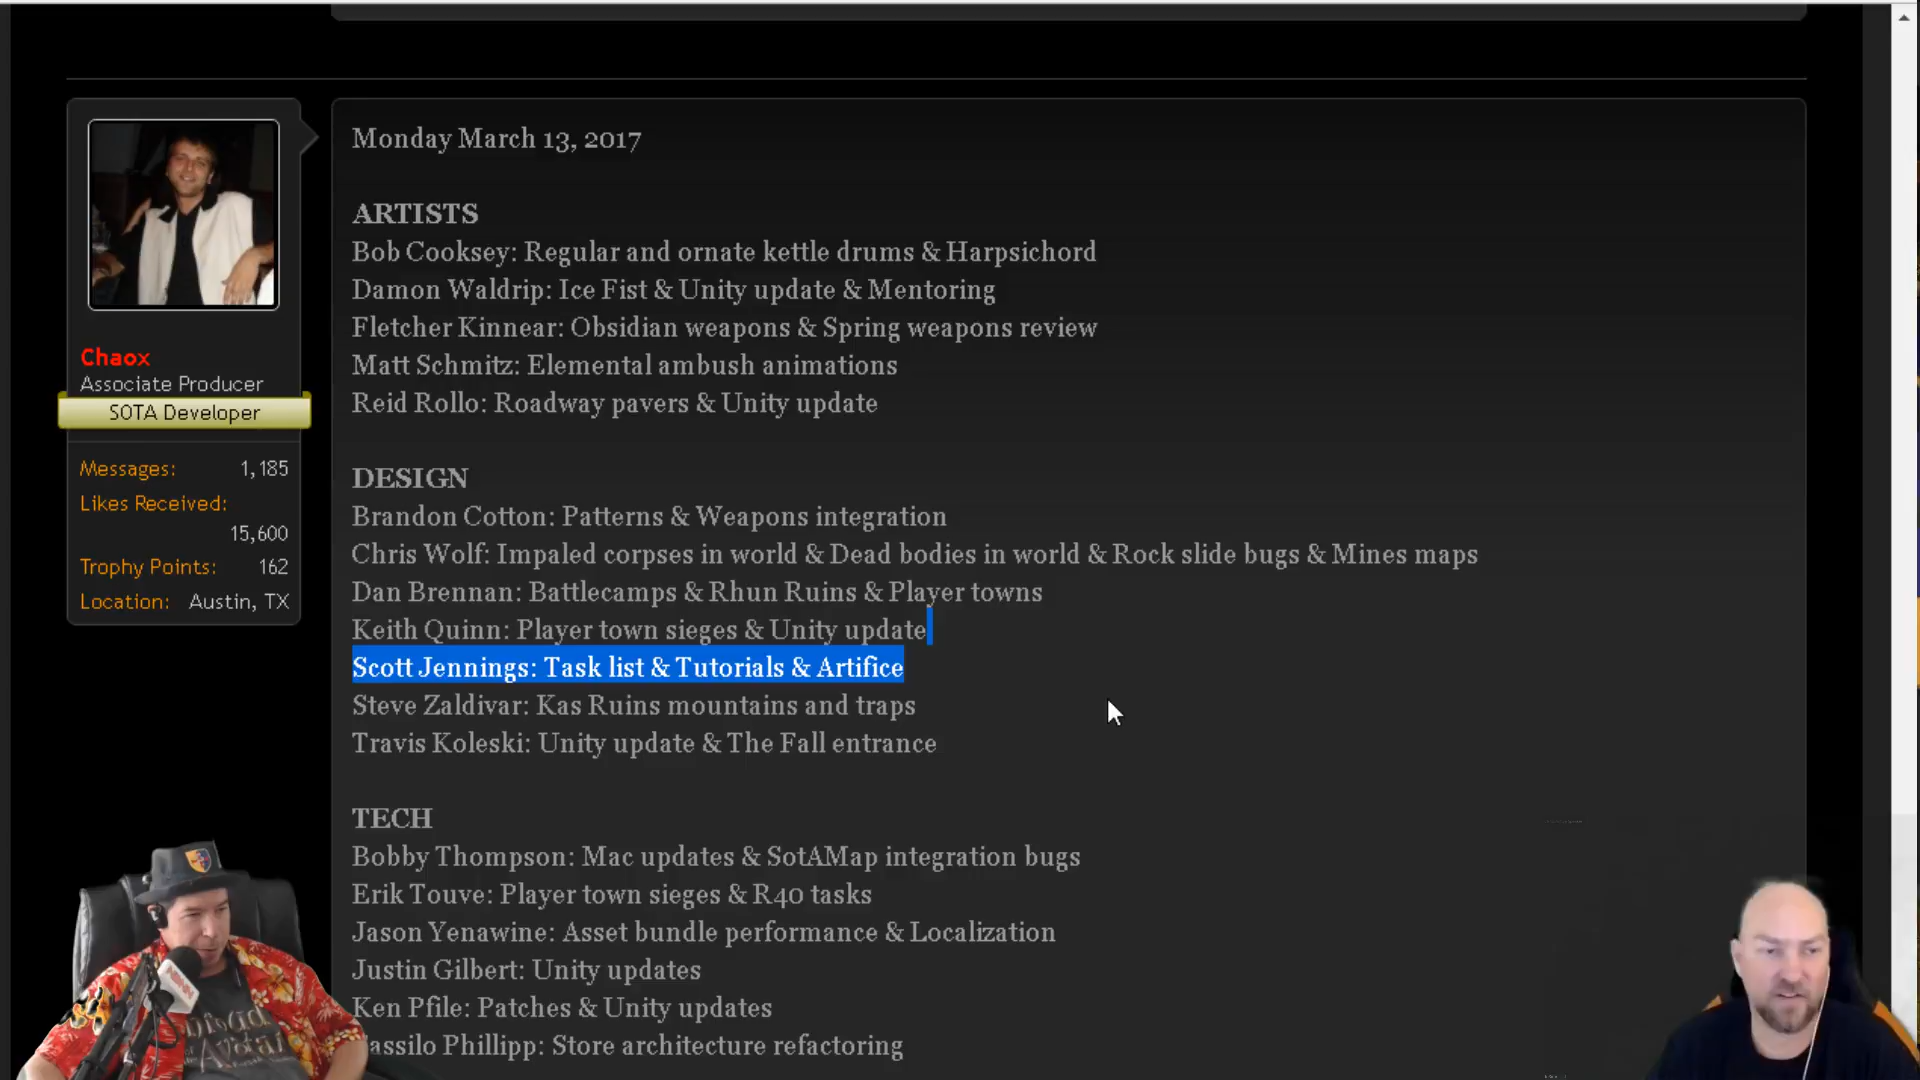 Monday March 13, 2017
ARTISTS
Bob Cooksey: Regular and ornate kettle drums & Harpsichord
Damon Waldrip: Ice Fist & Unity update & Mentoring
Fletcher Kinnear: Obsidian weapons & Spring weapons review
Matt Schmitz: Elemental ambush animations
Reid Rollo: Roadway pavers & Unity update
Chaox
Associate Producer
SOTA Developer
Messages: 1,185
Likes Received:
15,600
Trophy Points: 162
Location: Austin, TX
DESIGN
Brandon Cotton: Patterns & Weapons integration
Chris Wolf: Impaled corpses in world & Dead bodies in world & Rock slide bugs & Mines maps
Dan Brennan: Battlecamps & Rhun Ruins & Player towns
Keith Quinn: Player town sieges & Unity update
Scott Jennings: Task list & Tutorials & Artifice
Steve Zaldivar: Kas Ruins mountains and traps
Travis Koleski: Unity update & The Fall entrance
TECH
Bobby Thompson: Mac updates & SotAMap integration bugs
Erik Touve: Player town sieges & R40 tasks
Jason Yenawine: Asset bundle performance & Localization
Justin Gilbert: Unity updates
Ken Pfile: Patches & Unity updates
assilo Phillipp: Store architecture refactoring